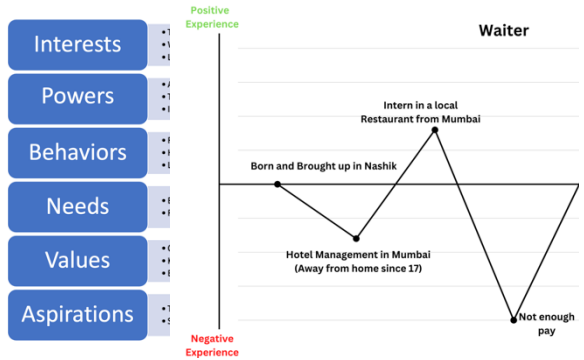 Interests
Powers
Behaviors
Needs
Values
Aspirations
Positive
Experience
Waiter
Intern in a local
Restaurant from Mumbai
Born and Brought up in Nashik
Hotel Management in Mumbai
(Away from home since 17)
Not enough
pay
Negative
Experience